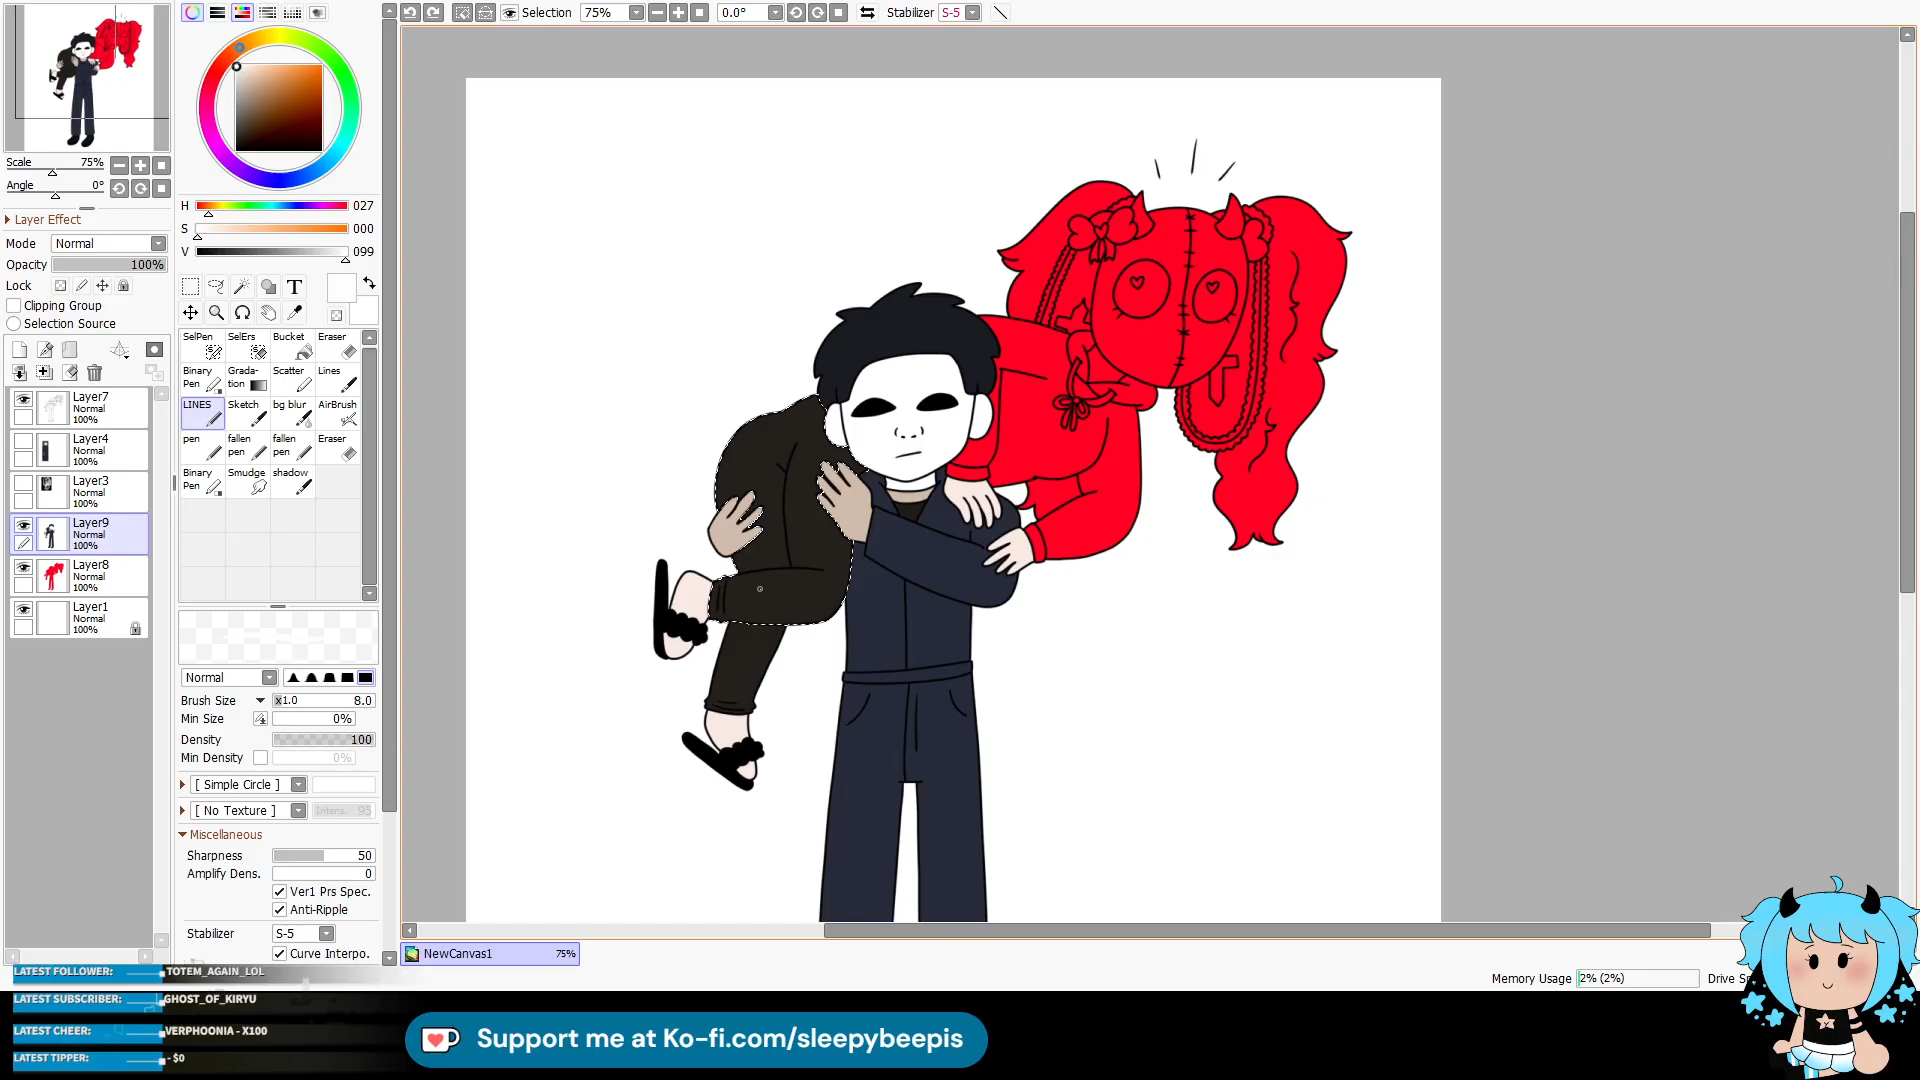 Selection 75% 0.0° Stabilizer S-5
Scale 75%
Angle 0°
Layer Effect
Mode Normal
Opacity 100%
Lock
Clipping Group
Selection Source
Layer7
Normal
100%
Layer4
Normal
100%
Layer3
Normal
100%
Layer9
Normal
100%
Layer8
Normal
100%
Layer1
Normal
100%
H 027
S 000
V 099
T
SelPen SelErs Bucket Eraser
Binary Pen Grada-tion Scatter Lines
LINES Sketch bg blur AirBrush
pen fallen pen fallen pen Eraser
Binary Pen Smudge shadow
Normal
Brush Size x1.0 8.0
Min Size 0%
Density 100
Min Density 0%
[ Simple Circle ]
[ No Texture ] Intens. 95
Miscellaneous
Sharpness 50
Amplify Dens. 0
Ver1 Prs Spec.
Anti-Ripple
Stabilizer S-5
Curve Interpo.
NewCanvas1 75%
Memory Usage 2% (2%)
LATEST FOLLOWER: TOTEM_AGAIN_LOL
LATEST SUBSCRIBER: GHOST_OF_KIRYU
LATEST CHEER: VERPHOONIA - X100
LATEST TIPPER: - $0
Support me at Ko-fi.com/sleepybeepis